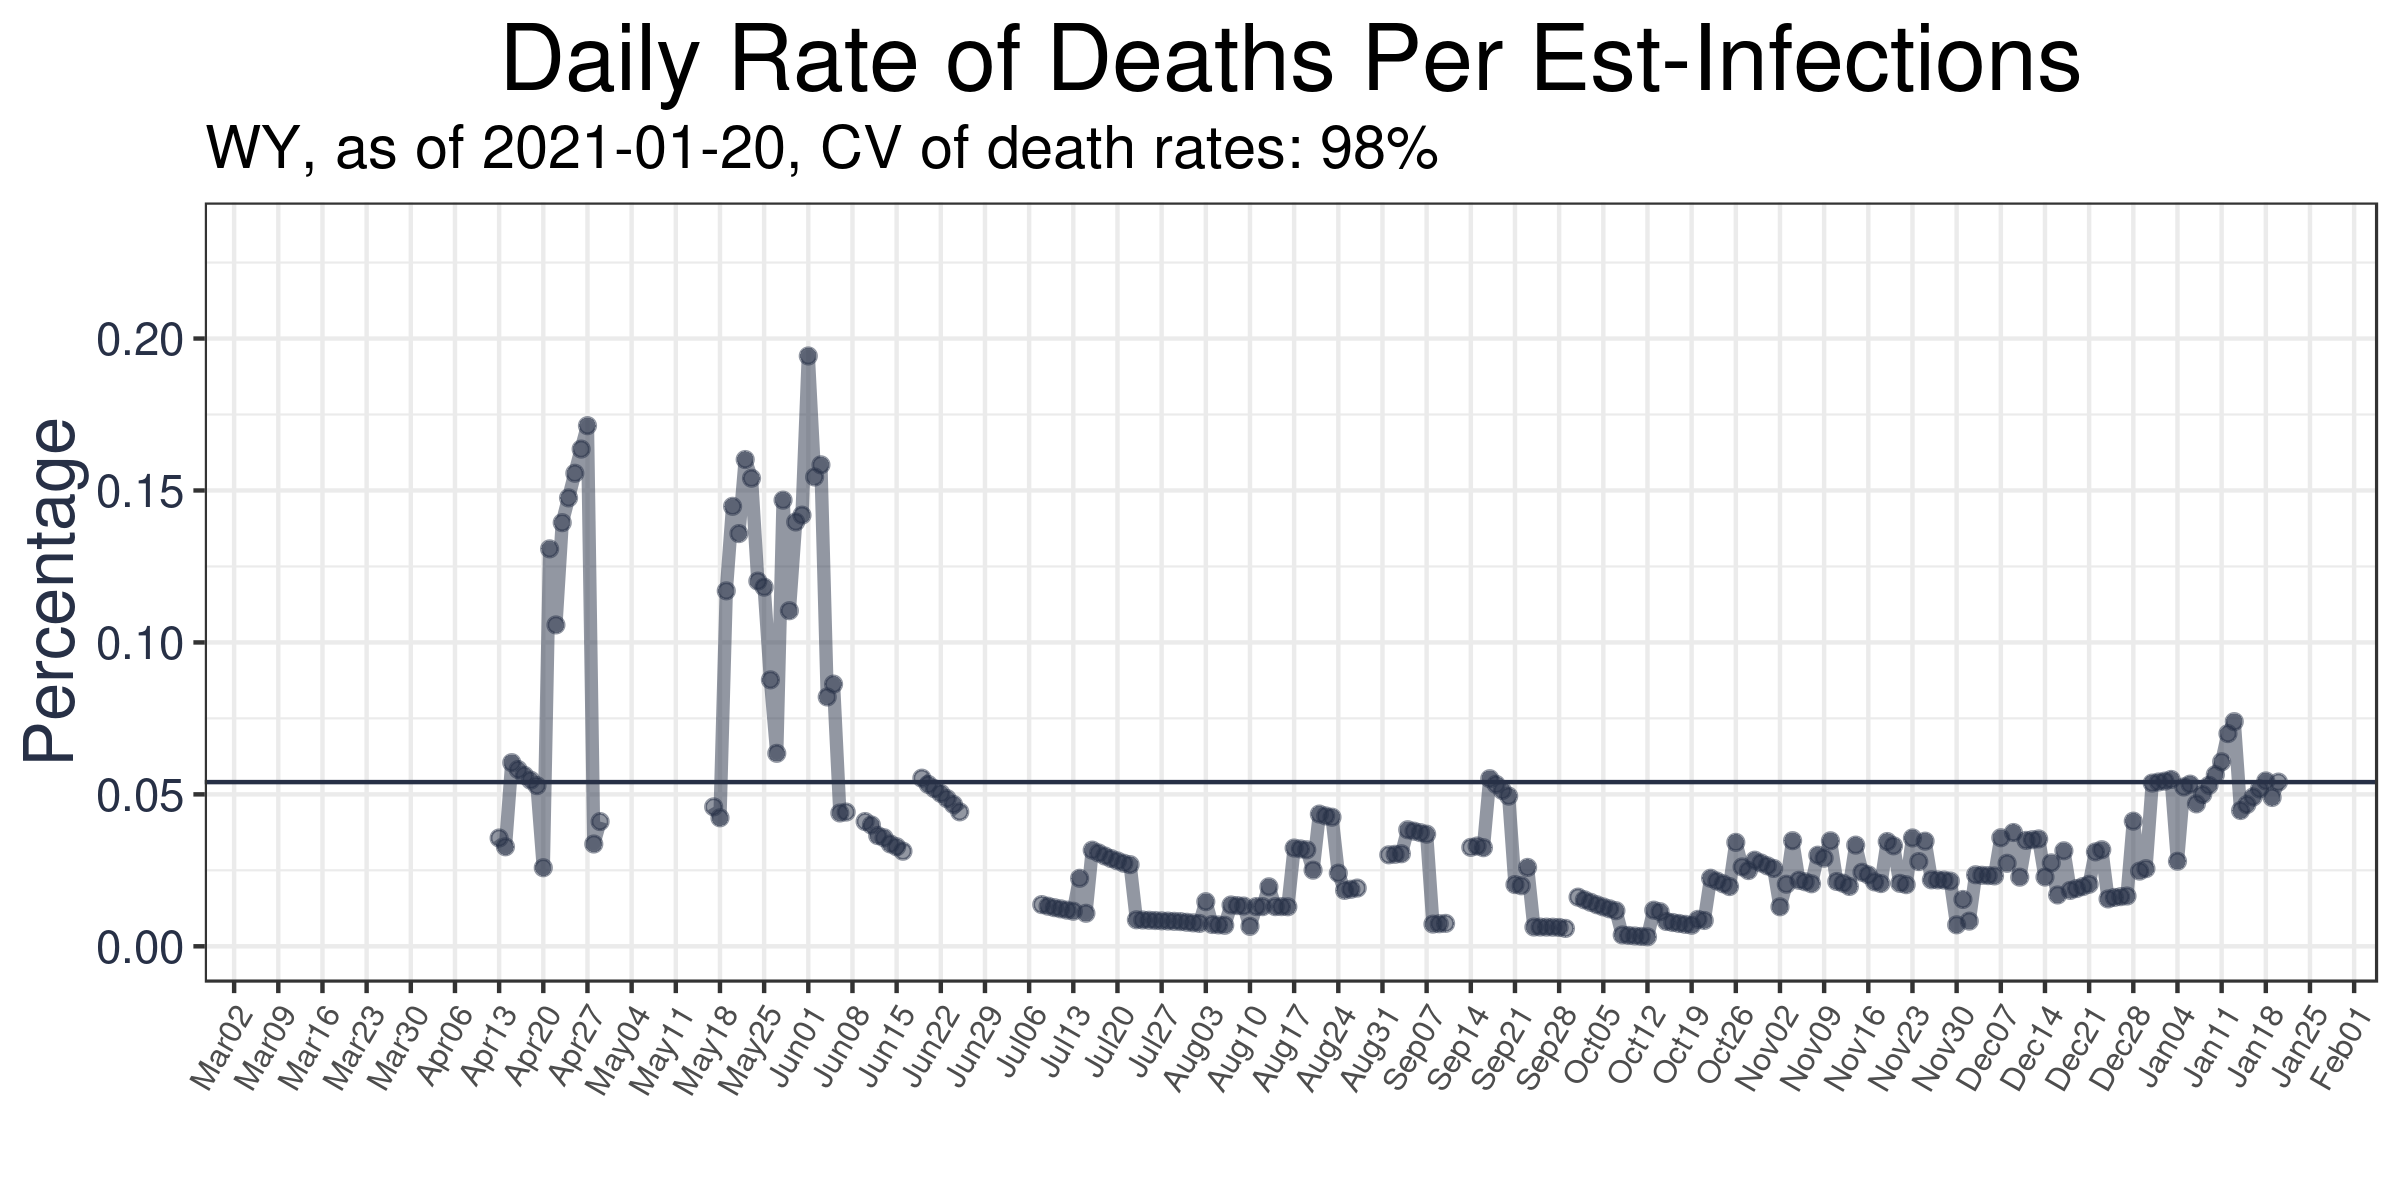 Daily Rate of Deaths Per Est-Infections
WY, as of 2021-01-20, CV of death rates: 98%
Percentage
0.20
0.15
0.10
0.05
0.00
Mar02
Mar09
Mar16
Mar23
Mar30
Apr06
Apr13
Apr20
Apr27
May04
May11
May18
May25
Jun01
Jun08
Jun15
Jun22
Jun29
Jul06
Jul13
Jul20
Jul27
Aug03
Aug10
Aug17
Aug24
Aug31
Sep07
Sep14
Sep21
Sep28
Oct05
Oct12
Oct19
Oct26
Nov02
Nov09
Nov16
Nov23
Nov30
Dec07
Dec14
Dec21
Dec28
Jan04
Jan11
Jan18
Jan25
Feb01